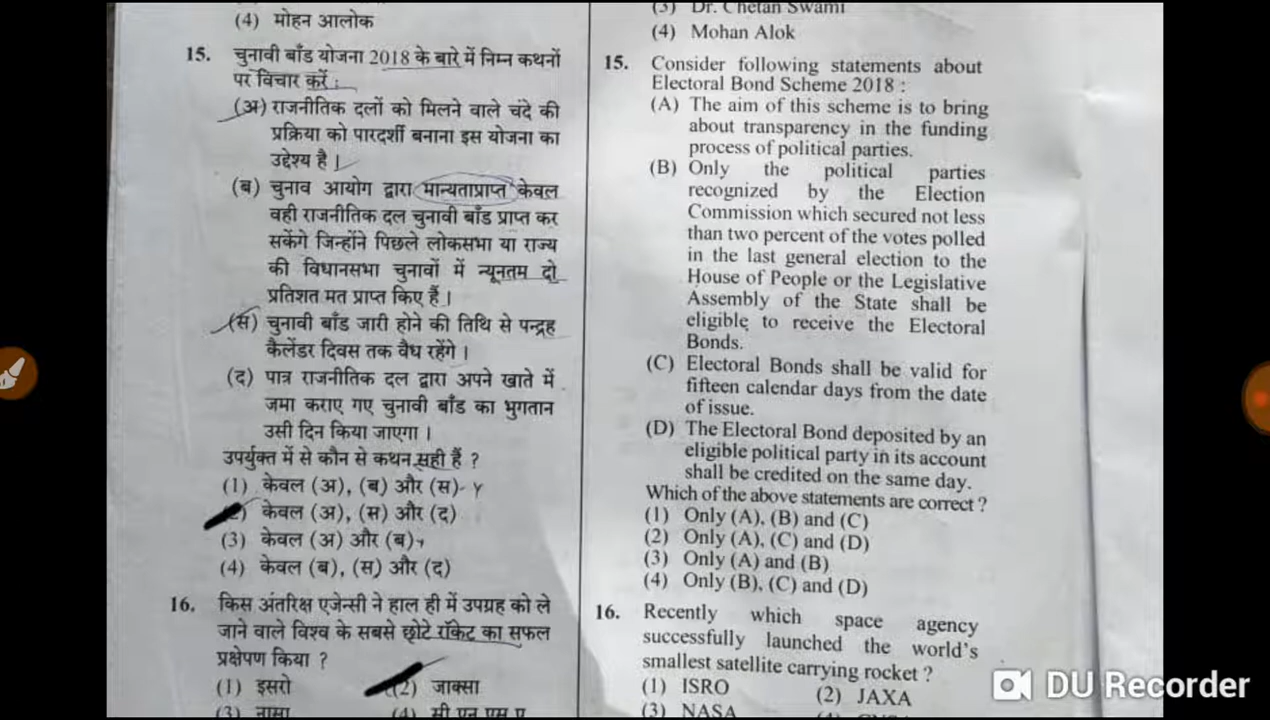 (4) मोहन आलोक
15. चुनावी बाँड योजना 2018 के बारे में निम्न कथनों
पर विचार करें :
(अ) राजनीतिक दलों को मिलने वाले चंदे की
प्रक्रिया को पारदर्शी बनाना इस योजना का
उद्देश्य है ।
(ब) चुनाव आयोग द्वारा मान्यताप्राप्त केवल
वही राजनीतिक दल चुनावी बाँड प्राप्त कर
सकेंगे जिन्होंने पिछले लोकसभा या राज्य
की विधानसभा चुनावों में न्यूनतम दो
प्रतिशत मत प्राप्त किए हैं ।
(स) चुनावी बाँड जारी होने की तिथि से पन्द्रह
कैलेंडर दिवस तक वैध रहेंगे ।
(द) पात्र राजनीतिक दल द्वारा अपने खाते में
जमा कराए गए चुनावी बाँड का भुगतान
उसी दिन किया जाएगा ।
उपर्युक्त में से कौन से कथन सही हैं ?
(1) केवल (अ), (ब) और (स)
(2) केवल (अ), (स) और (द)
(3) केवल (अ) और (ब)
(4) केवल (ब), (स) और (द)
16. किस अंतरिक्ष एजेन्सी ने हाल ही में उपग्रह को ले
जाने वाले विश्व के सबसे छोटे रॉकेट का सफल
प्रक्षेपण किया ?
(1) इसरो (2) जाक्सा
(3) नासा (4) सी एन एस ए
(3) Dr. Chetan Swami
(4) Mohan Alok
15. Consider following statements about
Electoral Bond Scheme 2018 :
(A) The aim of this scheme is to bring
about transparency in the funding
process of political parties.
(B) Only the political parties
recognized by the Election
Commission which secured not less
than two percent of the votes polled
in the last general election to the
House of People or the Legislative
Assembly of the State shall be
eligible to receive the Electoral
Bonds.
(C) Electoral Bonds shall be valid for
fifteen calendar days from the date
of issue.
(D) The Electoral Bond deposited by an
eligible political party in its account
shall be credited on the same day.
Which of the above statements are correct ?
(1) Only (A), (B) and (C)
(2) Only (A), (C) and (D)
(3) Only (A) and (B)
(4) Only (B), (C) and (D)
16. Recently which space agency
successfully launched the world's
smallest satellite carrying rocket ?
(1) ISRO (2) JAXA
(3) NASA
DU Recorder